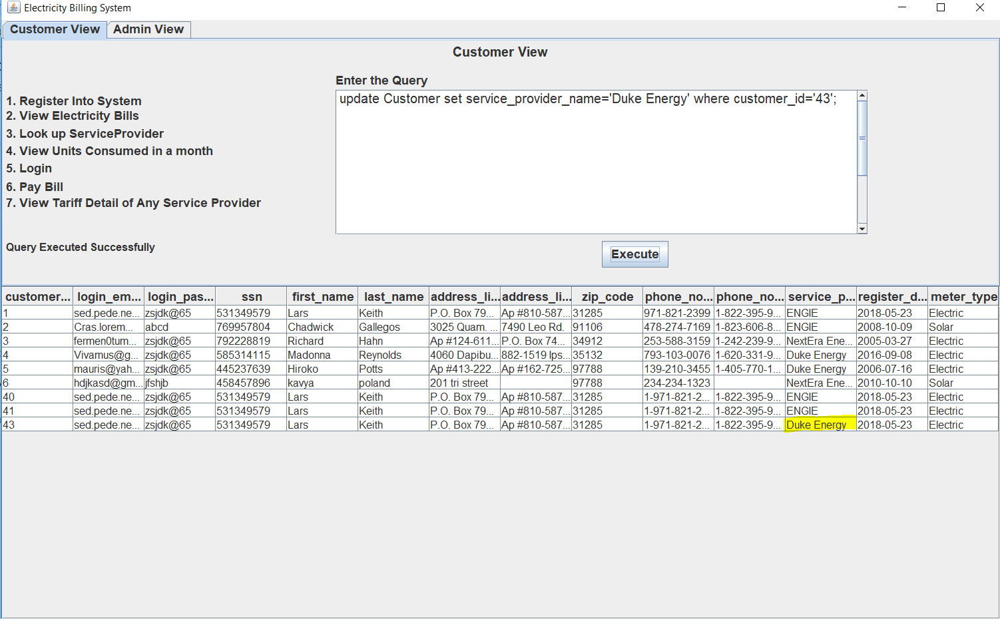 Electricity Billing System
Customer View Admin View
Customer View
Enter the Query
update Customer set service_provider_name='Duke Energy' where customer_id='43';
1. Register Into System
2. View Electricity Bills
3. Look up ServiceProvider
4. View Units Consumed in a month
5. Login
6. Pay Bill
7. View Tariff Detail of Any Service Provider
Query Executed Successfully
Execute
customer... login_em... login_pas... ssn first_name last_name address_li... address_li... zip_code phone_no... phone_no... service_p... register_d... meter_type
1 sed.pede.ne... zsjdk@65 531349579 Lars Keith P.O. Box 79... Ap #810-587... 31285 971-821-2399 1-822-395-9... ENGIE 2018-05-23 Electric
2 Cras.lorem... abcd 769957804 Chadwick Gallegos 3025 Quam. ... 7490 Leo Rd. 91106 478-274-7169 1-823-606-8... ENGIE 2008-10-09 Solar
3 fermen0tum... zsjdk@65 792228819 Richard Hahn Ap #124-611... P.O. Box 74... 34912 253-588-3159 1-242-239-9... NextEra Ene... 2005-03-27 Electric
4 Vivamus@g... zsjdk@65 585314115 Madonna Reynolds 4060 Dapibu... 882-1519 Ips... 35132 793-103-0076 1-620-331-9... Duke Energy 2016-09-08 Electric
5 mauris@yah... zsjdk@65 445237639 Hiroko Potts Ap #413-222... Ap #162-725... 97788 139-210-3455 1-405-770-1... Duke Energy 2006-07-16 Electric
6 hdjkasd@gm... jfshjb 458457896 kavya poland 201 tri street 97788 234-234-1323 NextEra Ene... 2010-10-10 Solar
40 sed.pede.ne... zsjdk@65 531349579 Lars Keith P.O. Box 79... Ap #810-587... 31285 1-971-821-2... 1-822-395-9... ENGIE 2018-05-23 Electric
41 sed.pede.ne... zsjdk@65 531349579 Lars Keith P.O. Box 79... Ap #810-587... 31285 1-971-821-2... 1-822-395-9... ENGIE 2018-05-23 Electric
43 sed.pede.ne... zsjdk@65 531349579 Lars Keith P.O. Box 79... Ap #810-587... 31285 1-971-821-2... 1-822-395-9... Duke Energy 2018-05-23 Electric